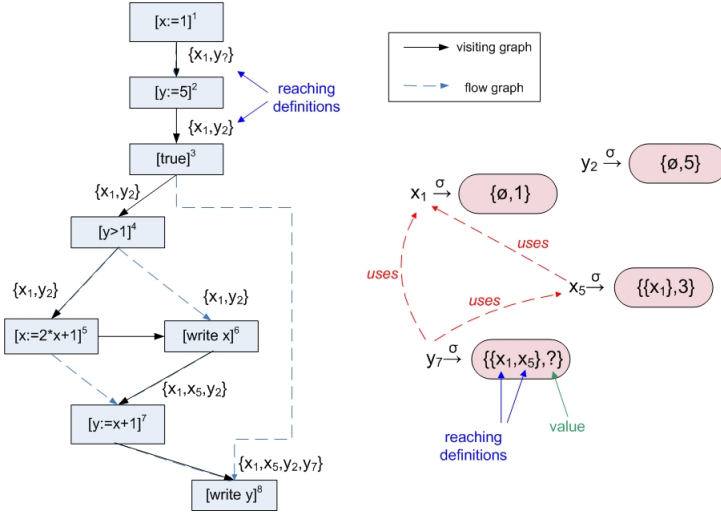 [x:=1]¹
{x₁,y?}
[y:=5]²
reaching
definitions
{x₁,y₂}
[true]³
{x₁,y₂}
[y>1]⁴
{x₁,y₂}
{x₁,y₂}
[x:=2*x+1]⁵
[write x]⁶
{x₁,x₅,y₂}
[y:=x+1]⁷
{x₁,x₅,y₂,y₇}
[write y]⁸
visiting graph
flow graph
y₂ →σ {ø,5}
x₁ →σ {ø,1}
uses
uses
uses
x₅ →σ {{x₁},3}
y₇ →σ {{x₁,x₅},?}
reaching
definitions
value